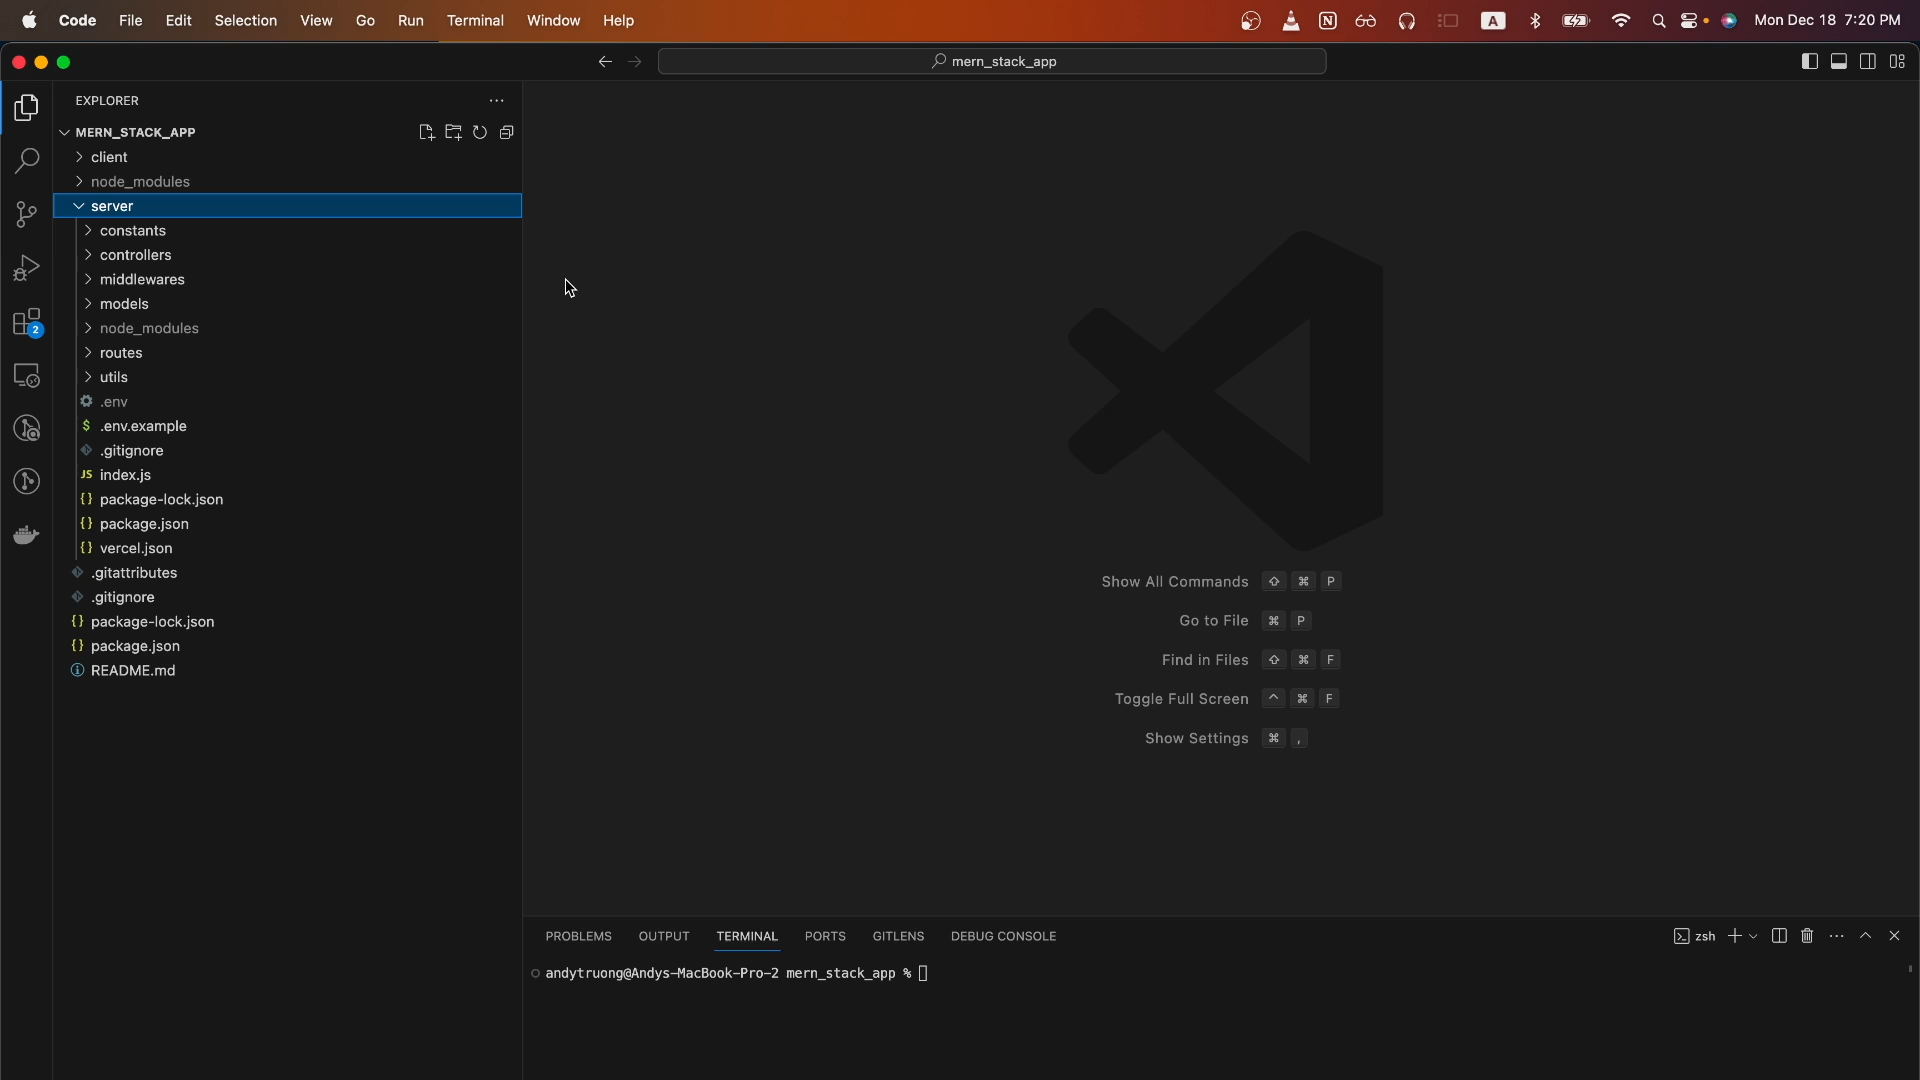 Code File Edit Selection View Go Run Terminal Window Help A Mon Dec 18 7:20 PM
mern_stack_app
EXPLORER
MERN_STACK_APP
client
node_modules
server
constants
controllers
middlewares
models
node_modules
routes
utils
.env
$ .env.example
.gitignore
JS index.js
{} package-lock.json
{} package.json
{} vercel.json
.gitattributes
.gitignore
{} package-lock.json
{} package.json
README.md
2
Show All Commands ⇧ ⌘ P
Go to File ⌘ P
Find in Files ⇧ ⌘ F
Toggle Full Screen ^ ⌘ F
Show Settings ⌘ ,
PROBLEMS OUTPUT TERMINAL PORTS GITLENS DEBUG CONSOLE zsh
andytruong@Andys-MacBook-Pro-2 mern_stack_app %